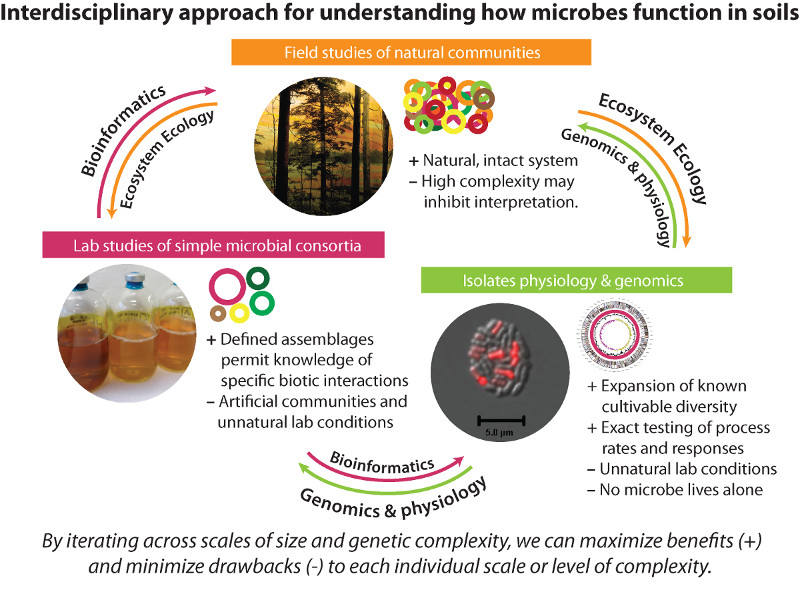 Interdisciplinary approach for understanding how microbes function in soils
Field studies of natural communities
Bioinformatics
Ecosystem Ecology
+ Natural, intact system
– High complexity may
inhibit interpretation.
Ecosystem Ecology
Genomics & physiology
Lab studies of simple microbial consortia
+ Defined assemblages
permit knowledge of
specific biotic interactions
– Artificial communities and
unnatural lab conditions
Isolates physiology & genomics
5.0 µm
+ Expansion of known
cultivable diversity
+ Exact testing of process
rates and responses
– Unnatural lab conditions
– No microbe lives alone
Bioinformatics
Genomics & physiology
By iterating across scales of size and genetic complexity, we can maximize benefits (+)
and minimize drawbacks (-) to each individual scale or level of complexity.